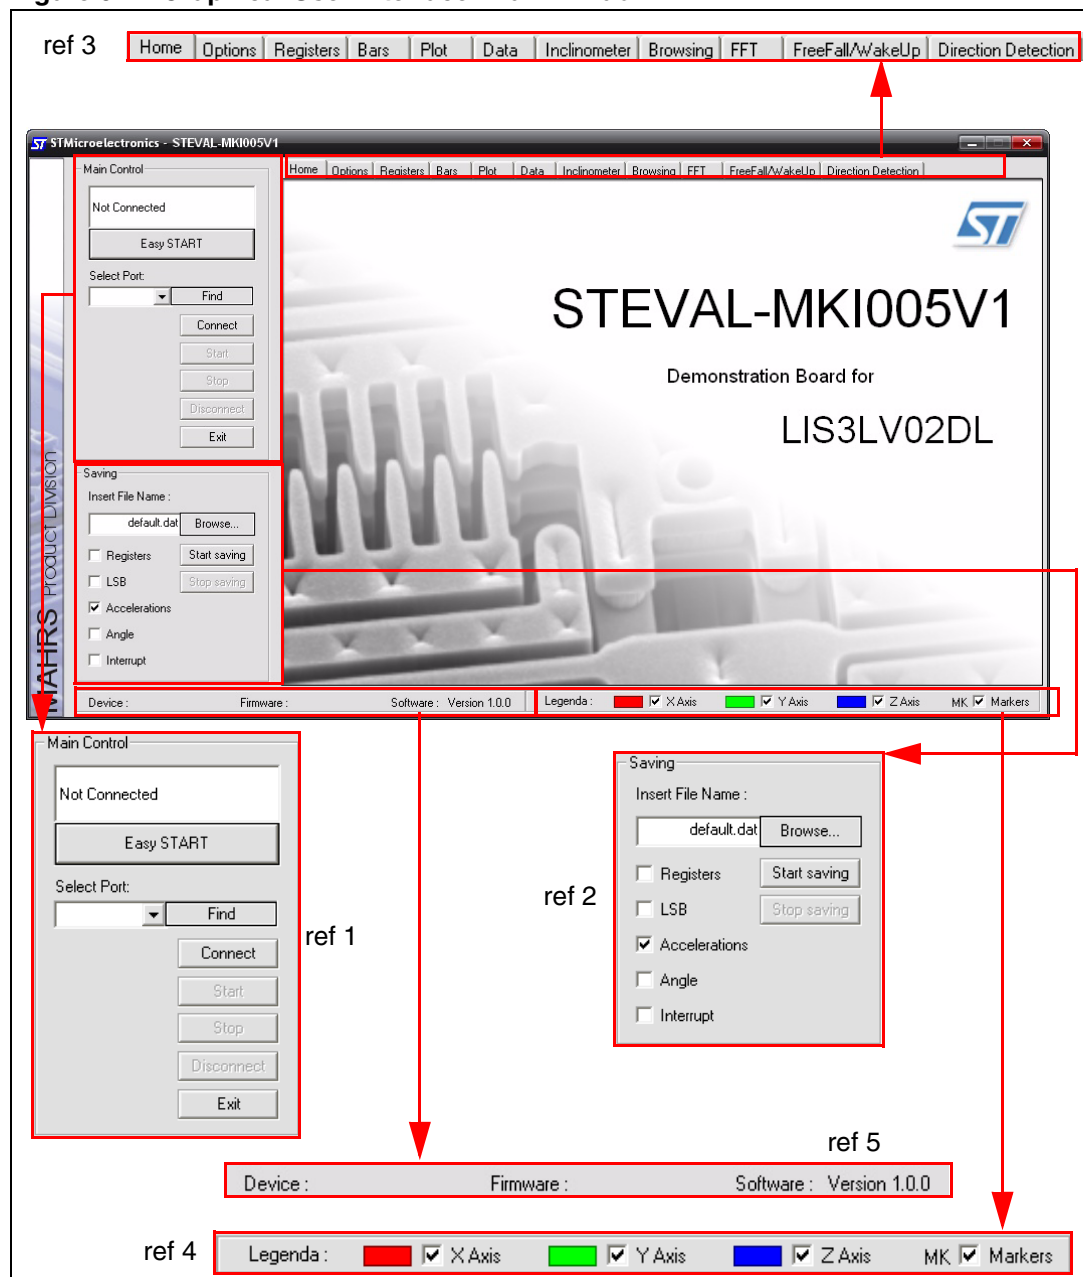 ref 3
Home Options Registers Bars Plot Data Inclinometer Browsing FFT FreeFall/WakeUp Direction Detection
STMicroelectronics - STEVAL-MKI005V1
Main Control
Home Options Registers Bars Plot Data Inclinometer Browsing FFT FreeFall/WakeUp Direction Detection
Not Connected
Easy START
Select Port:
Find
Connect
Start
Stop
Disconnect
Exit
ST
STEVAL-MKI005V1
Demonstration Board for
LIS3LV02DL
Saving
Insert File Name :
default.dat Browse...
Registers Start saving
LSB Stop saving
Accelerations
Angle
Interrupt
MAHRS Product Division
Device : Firmware : Software : Version 1.0.0
Legenda : X Axis Y Axis Z Axis MK Markers
Main Control
Not Connected
Easy START
Select Port:
Find
Connect
Start
Stop
Disconnect
Exit
ref 1
Saving
Insert File Name :
default.dat Browse...
Registers Start saving
LSB Stop saving
Accelerations
Angle
Interrupt
ref 2
ref 5
Device : Firmware : Software : Version 1.0.0
ref 4
Legenda : X Axis Y Axis Z Axis MK Markers